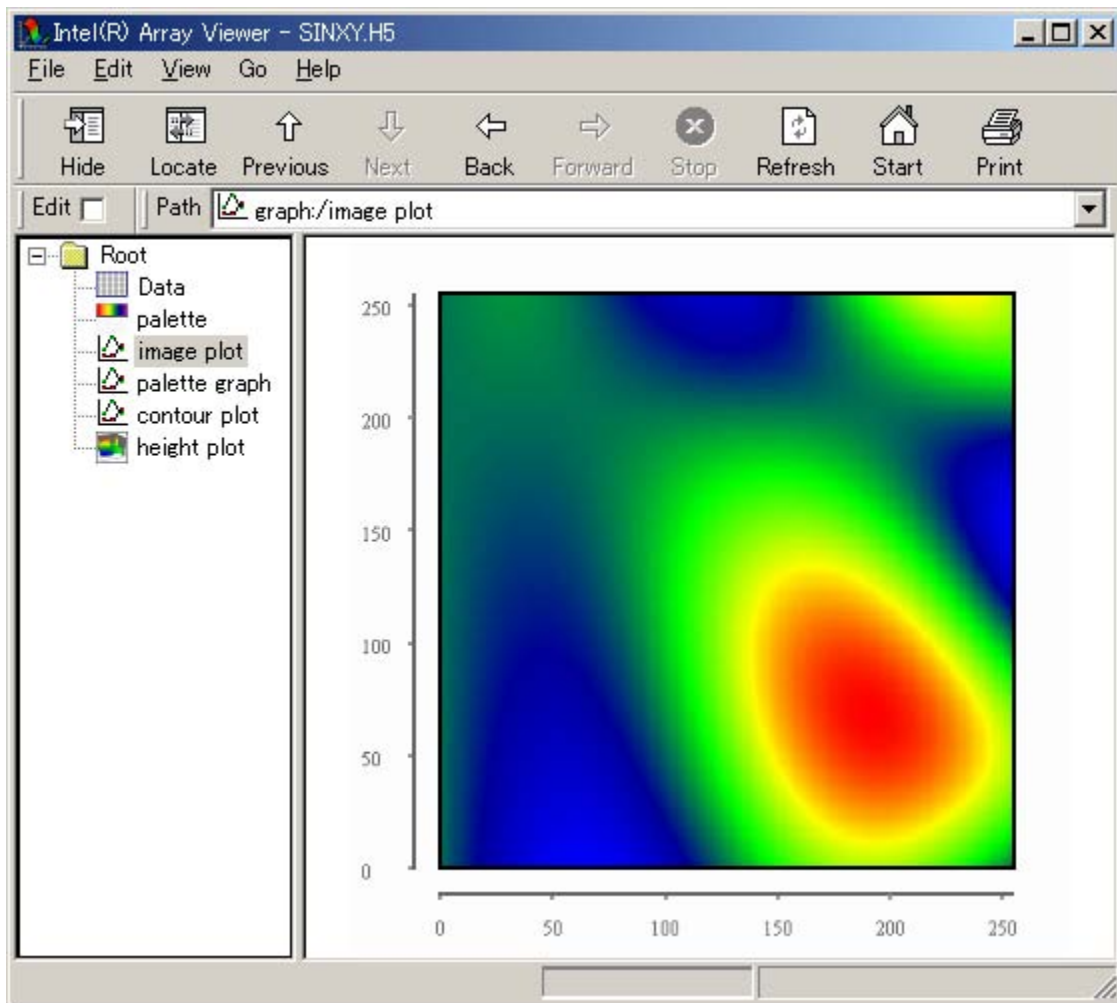 Intel(R) Array Viewer - SINXY.H5
File Edit View Go Help
Hide Locate Previous Next Back Forward Stop Refresh Start Print
Edit Path graph:/image plot
Root
Data
palette
image plot
palette graph
contour plot
height plot
250
200
150
100
50
0
0 50 100 150 200 250